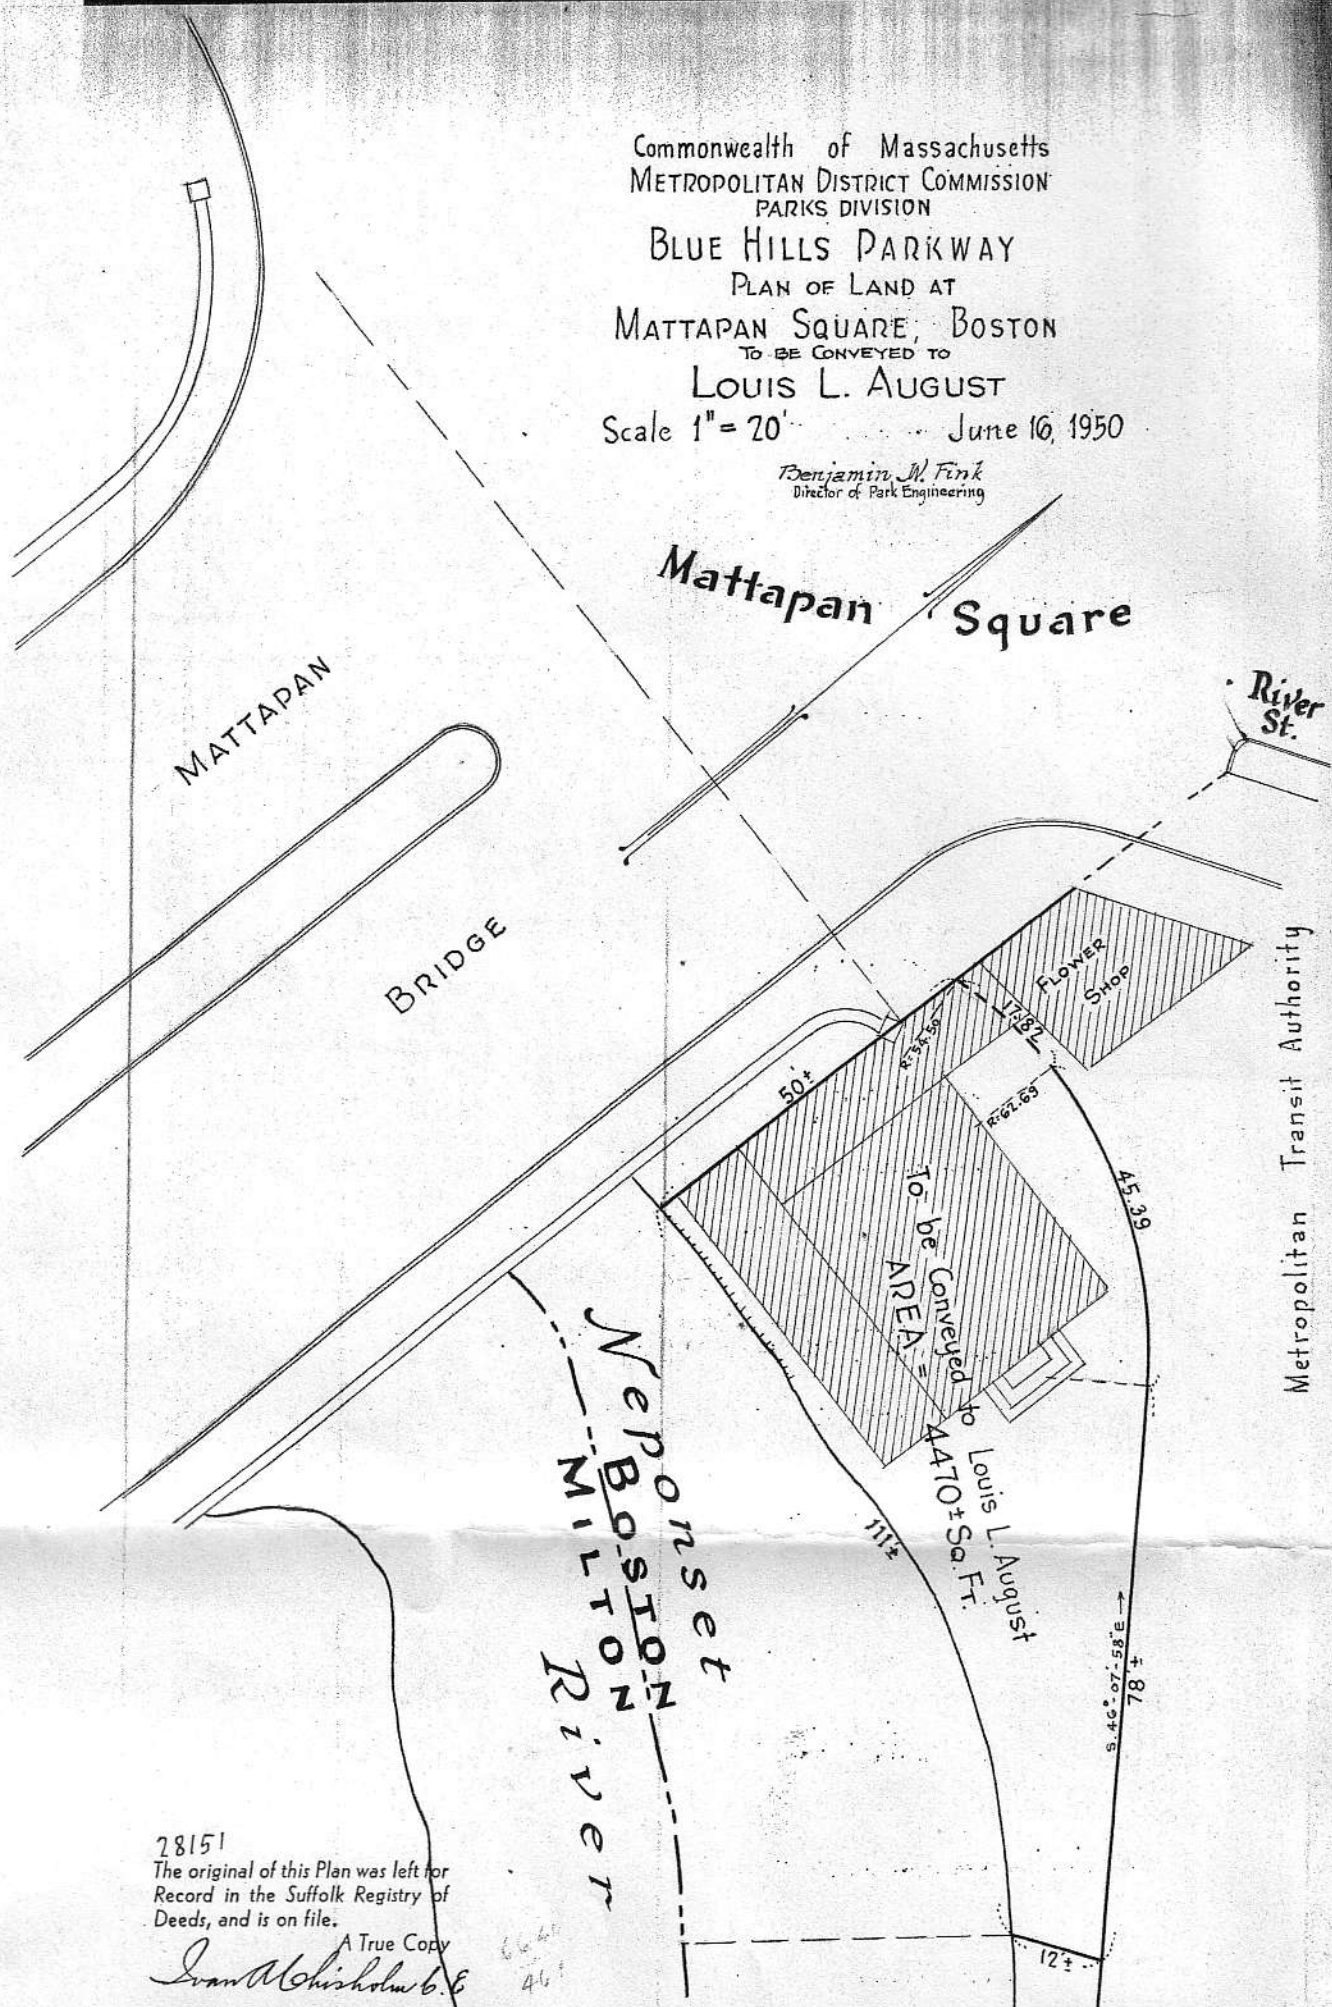 Commonwealth of Massachusetts
METROPOLITAN DISTRICT COMMISSION
PARKS DIVISION
BLUE HILLS PARKWAY
PLAN OF LAND AT
MATTAPAN SQUARE, BOSTON
TO BE CONVEYED TO
LOUIS L. AUGUST
Scale 1" = 20' June 16, 1950
Benjamin W. Fink
Director of Park Engineering
Mattapan Square
River
St.
MATTAPAN
BRIDGE
FLOWER
SHOP
17.82
R=54.50
50'±
R=62.69
45.39
Metropolitan Transit Authority
To be Conveyed to Louis L. August
AREA = 4470± SQ. FT.
111'±
Neponset
BOSTON
MILTON
River
S.46°-07'-58"E
78'±
12'±
28151
The original of this Plan was left for
Record in the Suffolk Registry of
Deeds, and is on file.
A True Copy
Ivan A Chisholm C.E